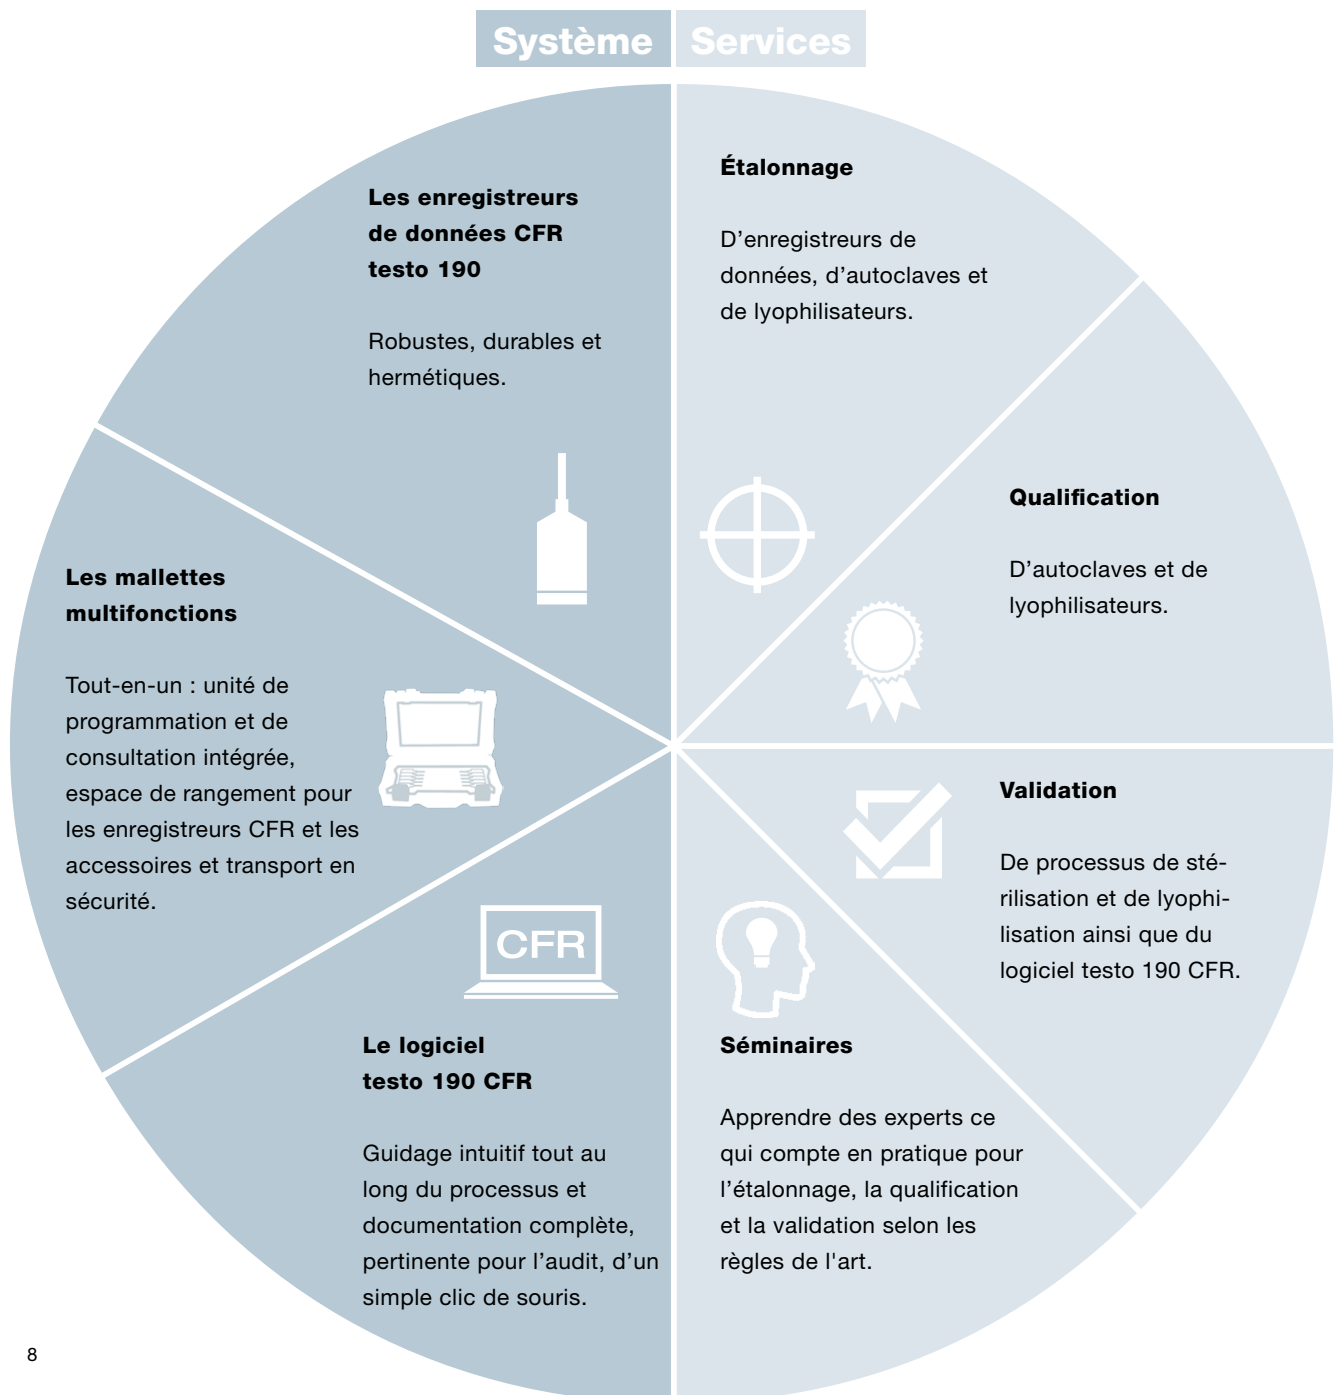 Système Services
Les enregistreurs
de données CFR
testo 190
Robustes, durables et
hermétiques.
Les mallettes
multifonctions
Tout-en-un : unité de
programmation et de
consultation intégrée,
espace de rangement pour
les enregistreurs CFR et les
accessoires et transport en
sécurité.
CFR
Le logiciel
testo 190 CFR
Guidage intuitif tout au
long du processus et
documentation complète,
pertinente pour l’audit, d’un
simple clic de souris.
Étalonnage
D’enregistreurs de
données, d’autoclaves et
de lyophilisateurs.
Qualification
D’autoclaves et de
lyophilisateurs.
Validation
De processus de sté-
rilisation et de lyophi-
lisation ainsi que du
logiciel testo 190 CFR.
Séminaires
Apprendre des experts ce
qui compte en pratique pour
l’étalonnage, la qualification
et la validation selon les
règles de l'art.
8